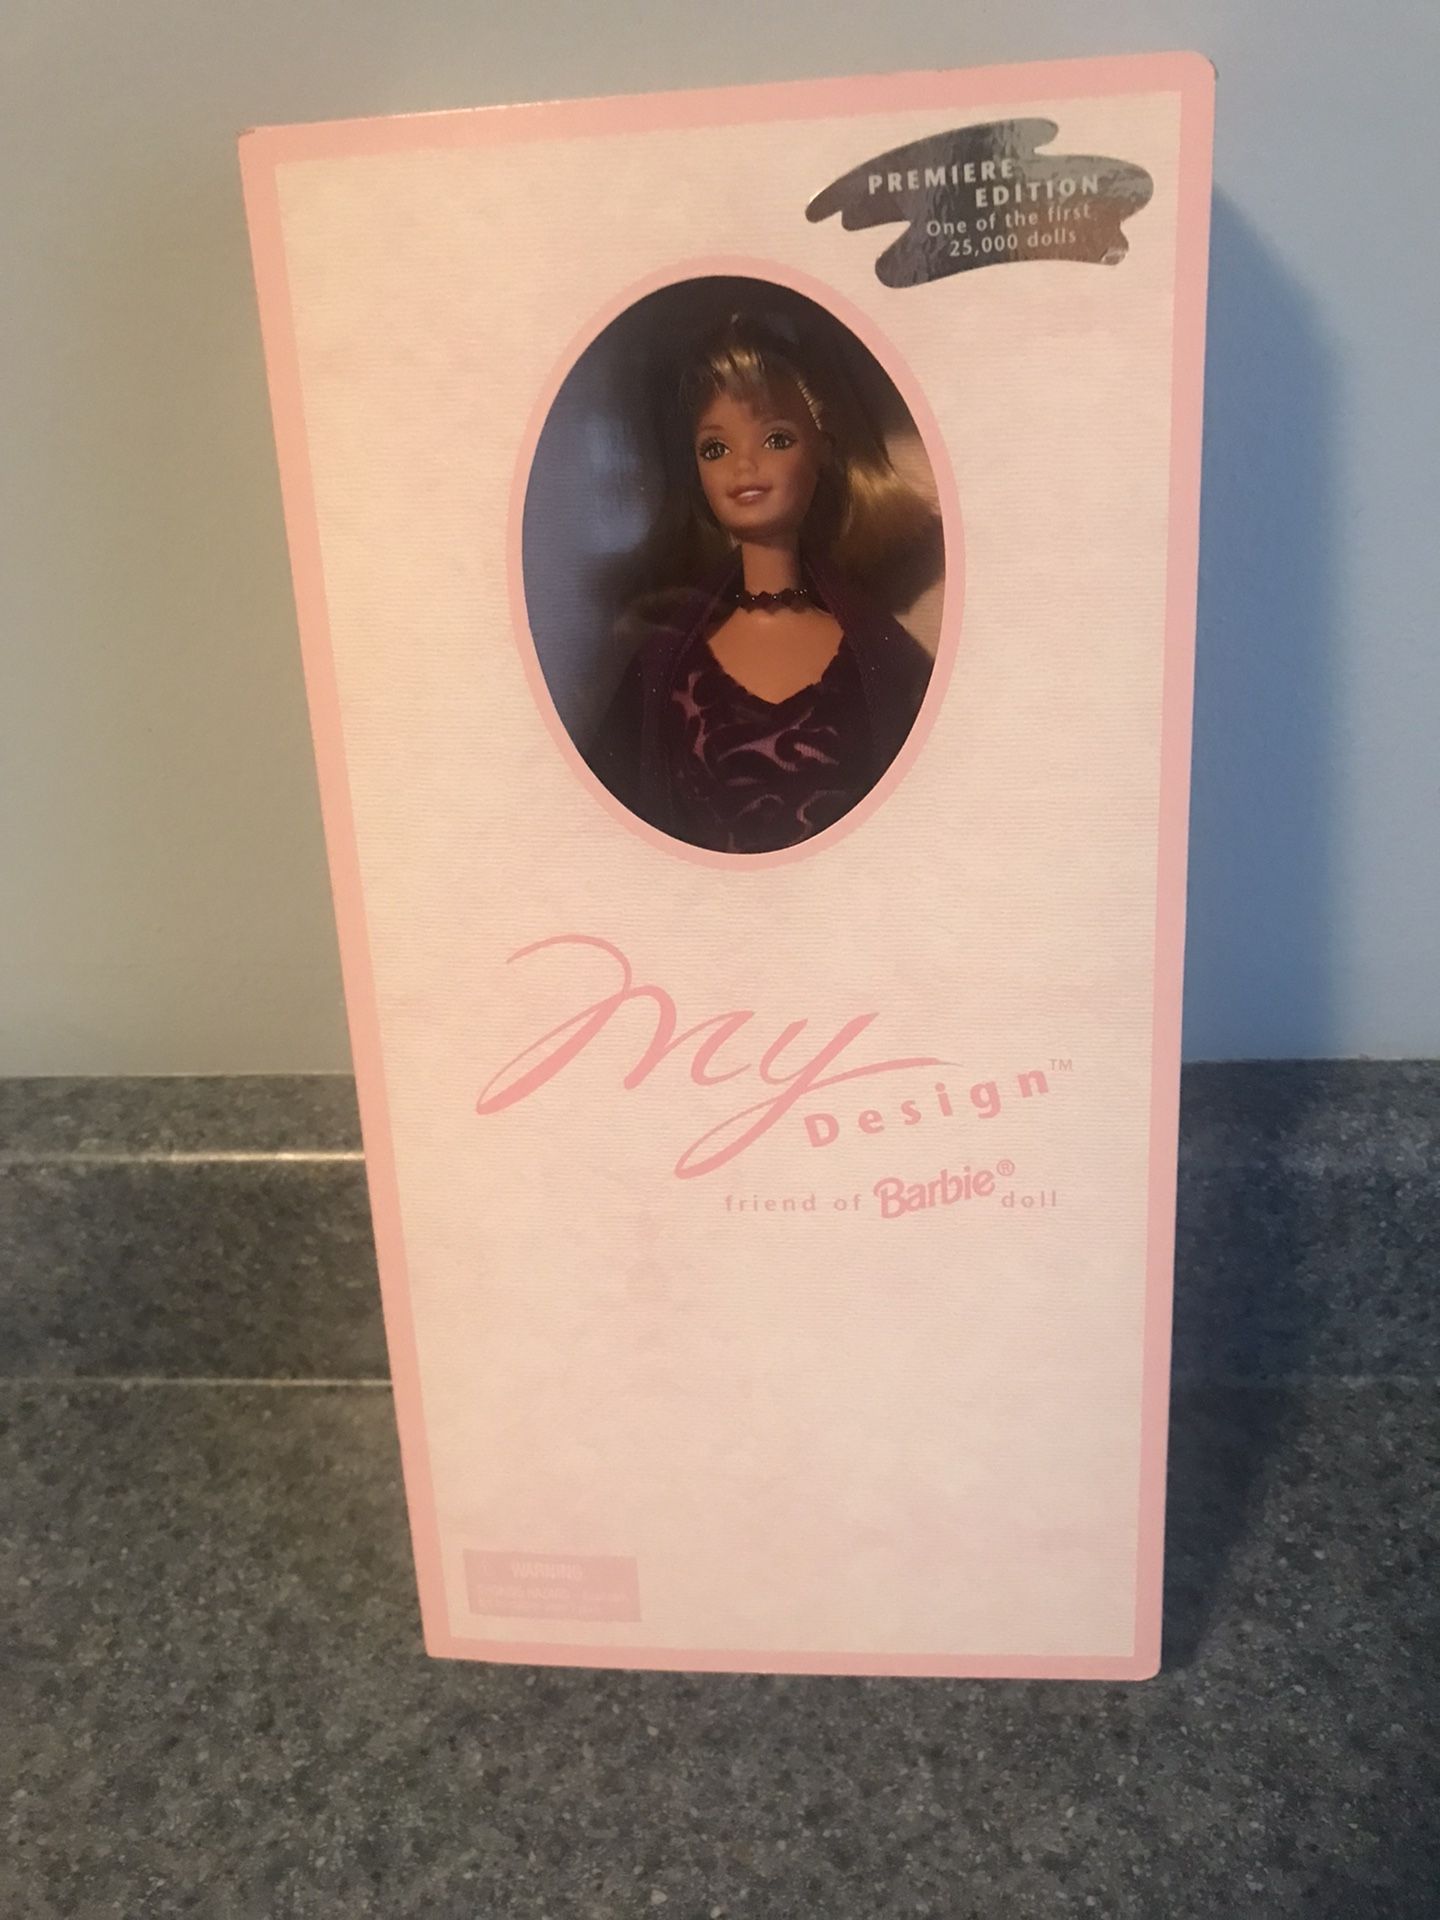 PREMIERE
EDITION
One of the first
25,000 dolls
My
Design™
friend of Barbie® doll
WARNING